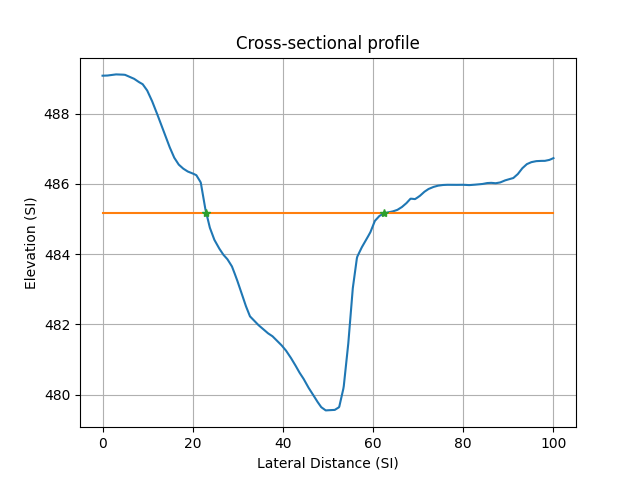 Cross-sectional profile
Elevation (SI)
488
486
484
482
480
0 20 40 60 80 100
Lateral Distance (SI)